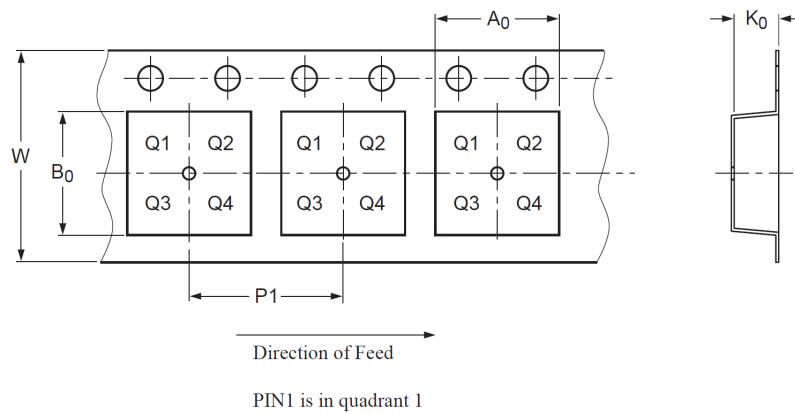 A0 K0
W B0 Q1 Q2 Q1 Q2 Q1 Q2
Q3 Q4 Q3 Q4 Q3 Q4
P1
Direction of Feed
PIN1 is in quadrant 1